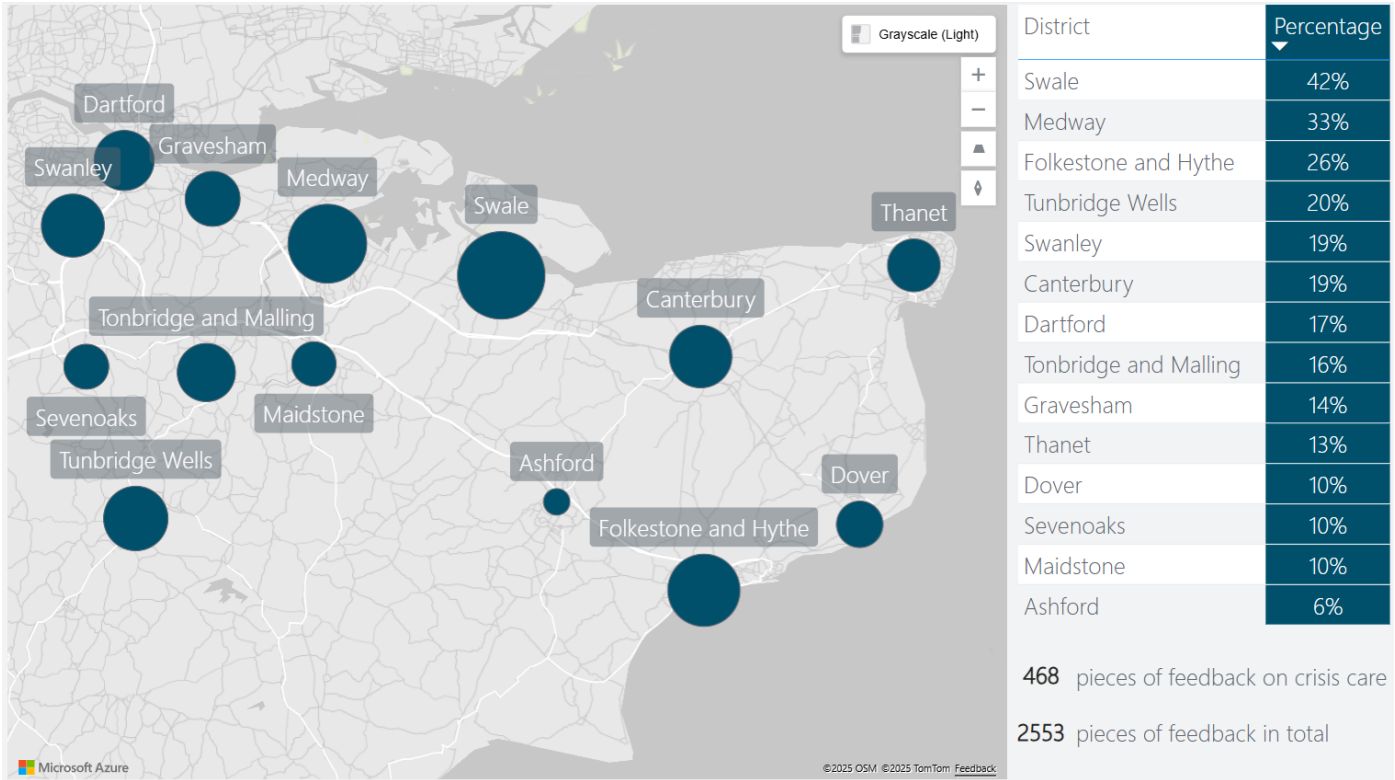 Grayscale (Light)
Dartford
Gravesham
Swanley
Medway
Swale
Thanet
Canterbury
Tonbridge and Malling
Sevenoaks
Maidstone
Tunbridge Wells
Ashford
Dover
Folkestone and Hythe
Microsoft Azure
©2025 OSM ©2025 TomTom Feedback
District Percentage
Swale 42%
Medway 33%
Folkestone and Hythe 26%
Tunbridge Wells 20%
Swanley 19%
Canterbury 19%
Dartford 17%
Tonbridge and Malling 16%
Gravesham 14%
Thanet 13%
Dover 10%
Sevenoaks 10%
Maidstone 10%
Ashford 6%
468 pieces of feedback on crisis care
2553 pieces of feedback in total